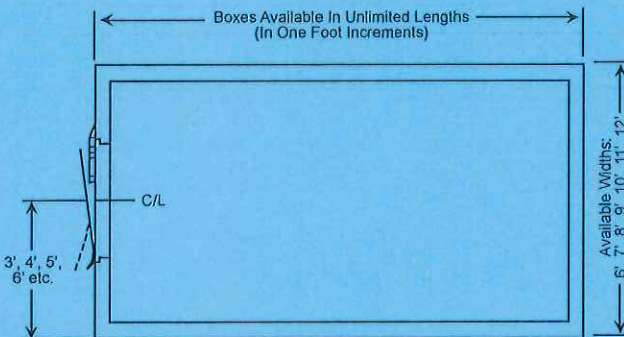 Boxes Available In Unlimited Lengths
(In One Foot Increments)
C/L
3', 4', 5',
6' etc.
Available Widths:
6' 7' 8' 9' 10' 11' 12'